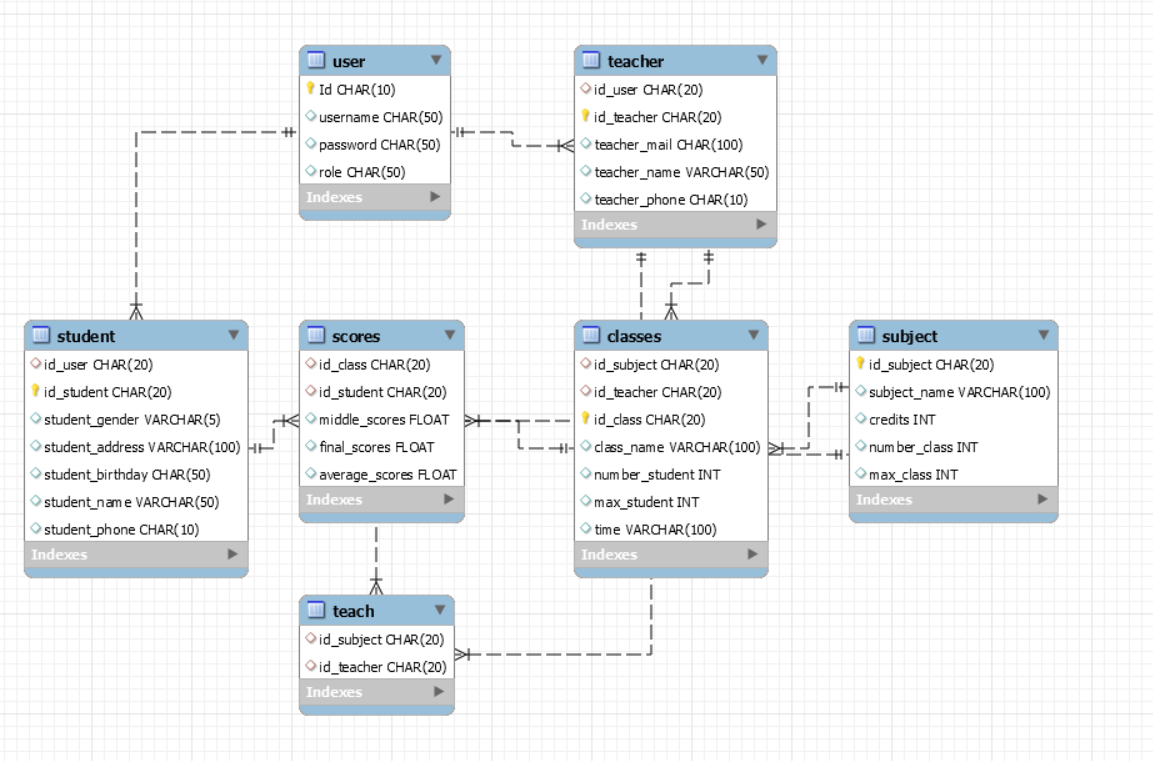 user
Id CHAR(10)
username CHAR(50)
password CHAR(50)
role CHAR(50)
Indexes
teacher
id_user CHAR(20)
id_teacher CHAR(20)
teacher_mail CHAR(100)
teacher_name VARCHAR(50)
teacher_phone CHAR(10)
Indexes
student
id_user CHAR(20)
id_student CHAR(20)
student_gender VARCHAR(5)
student_address VARCHAR(100)
student_birthday CHAR(50)
student_name VARCHAR(50)
student_phone CHAR(10)
Indexes
scores
id_class CHAR(20)
id_student CHAR(20)
middle_scores FLOAT
final_scores FLOAT
average_scores FLOAT
Indexes
classes
id_subject CHAR(20)
id_teacher CHAR(20)
id_class CHAR(20)
class_name VARCHAR(100)
number_student INT
max_student INT
time VARCHAR(100)
Indexes
subject
id_subject CHAR(20)
subject_name VARCHAR(100)
credits INT
number_class INT
max_class INT
Indexes
teach
id_subject CHAR(20)
id_teacher CHAR(20)
Indexes